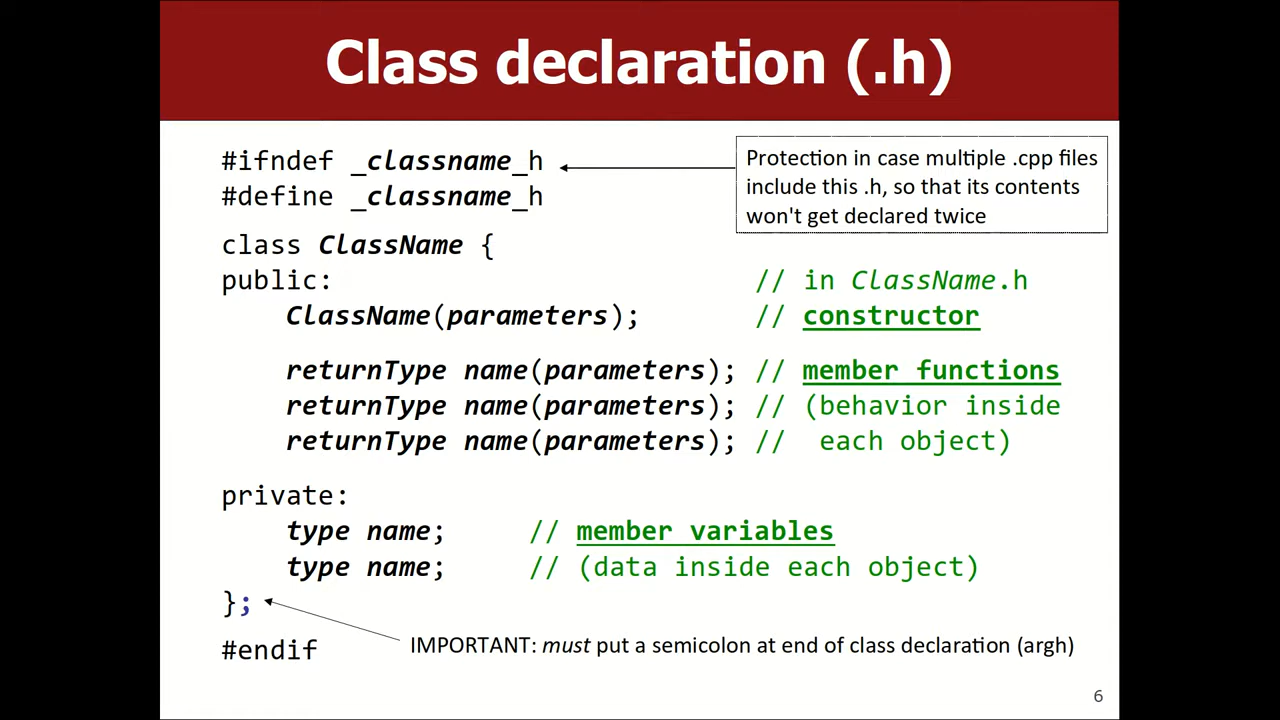 Class declaration (.h)
#ifndef _classname_h
#define _classname_h
Protection in case multiple .cpp files
include this .h, so that its contents
won't get declared twice
class ClassName {
public: // in ClassName.h
ClassName(parameters); // constructor
returnType name(parameters); // member functions
returnType name(parameters); // (behavior inside
returnType name(parameters); // each object)
private:
type name; // member variables
type name; // (data inside each object)
};
IMPORTANT: must put a semicolon at end of class declaration (argh)
#endif
6